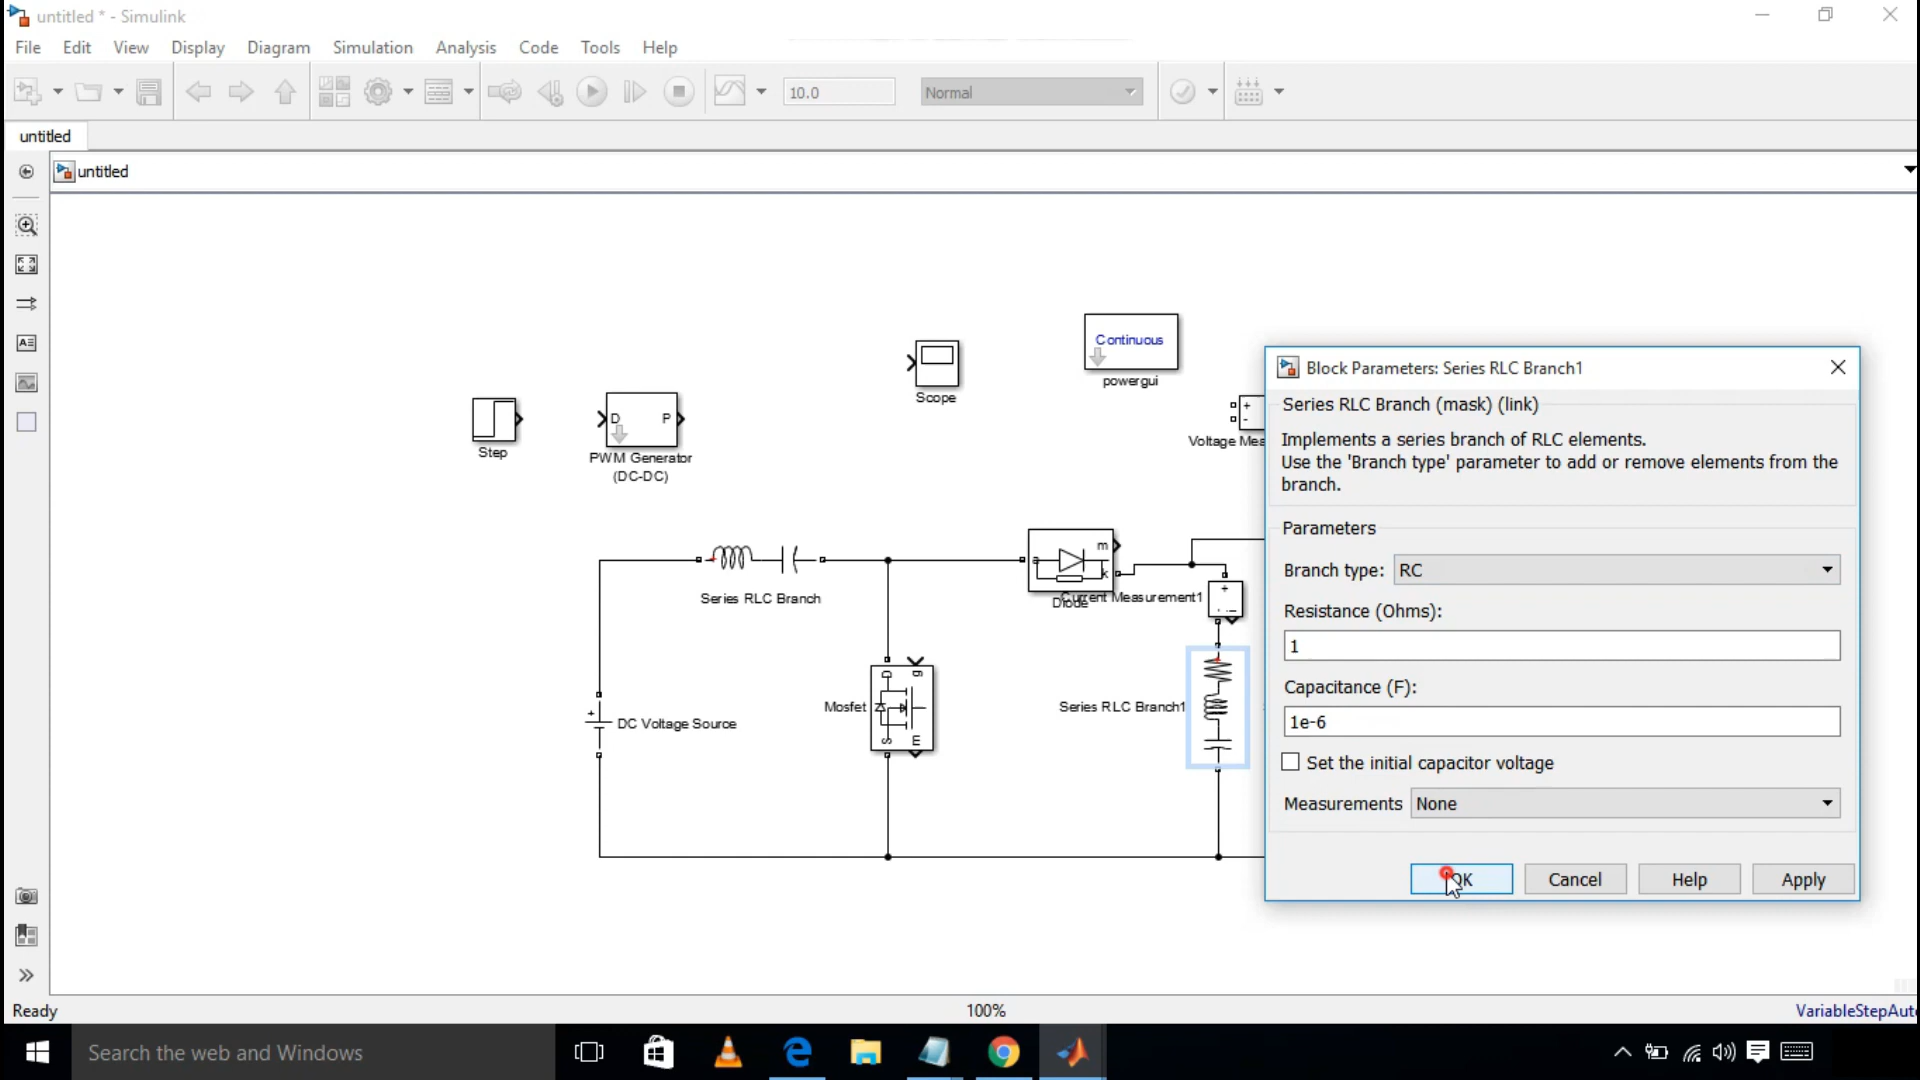 untitled * - Simulink
File Edit View Display Diagram Simulation Analysis Code Tools Help
10.0 Normal
untitled
untitled
Continuous
powergui
Scope
Step
D P
PWM Generator
(DC-DC)
Voltage Mea
+
-
Series RLC Branch
m
a
k
Diode
Current Measurement1
+
Mosfet
D
g
S
m
+
DC Voltage Source
Series RLC Branch1
Block Parameters: Series RLC Branch1
Series RLC Branch (mask) (link)
Implements a series branch of RLC elements.
Use the 'Branch type' parameter to add or remove elements from the
branch.
Parameters
Branch type: RC
Resistance (Ohms):
1
Capacitance (F):
1e-6
Set the initial capacitor voltage
Measurements None
OK Cancel Help Apply
Ready 100% VariableStepAut
Search the web and Windows